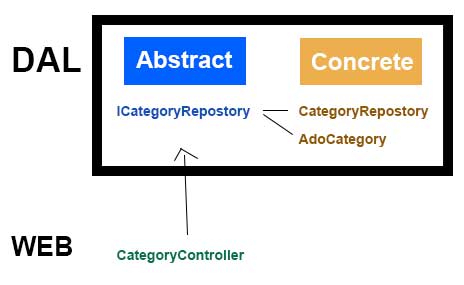 DAL
Abstract
Concrete
ICategoryRepostory
CategoryRepostory
AdoCategory
WEB
CategoryController